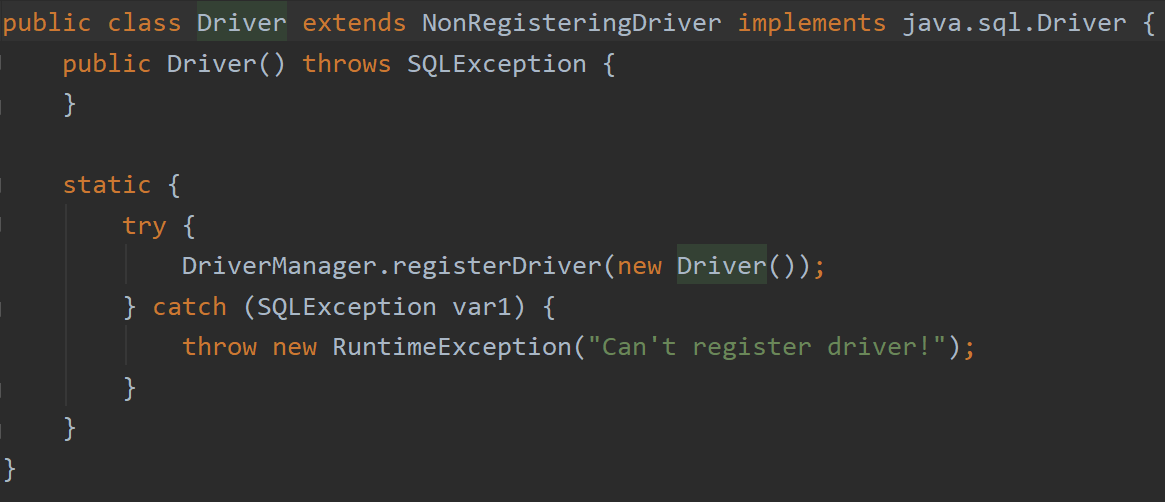 public class Driver extends NonRegisteringDriver implements java.sql.Driver {
    public Driver() throws SQLException {
    }

    static {
        try {
            DriverManager.registerDriver(new Driver());
        } catch (SQLException var1) {
            throw new RuntimeException("Can't register driver!");
        }
    }
}